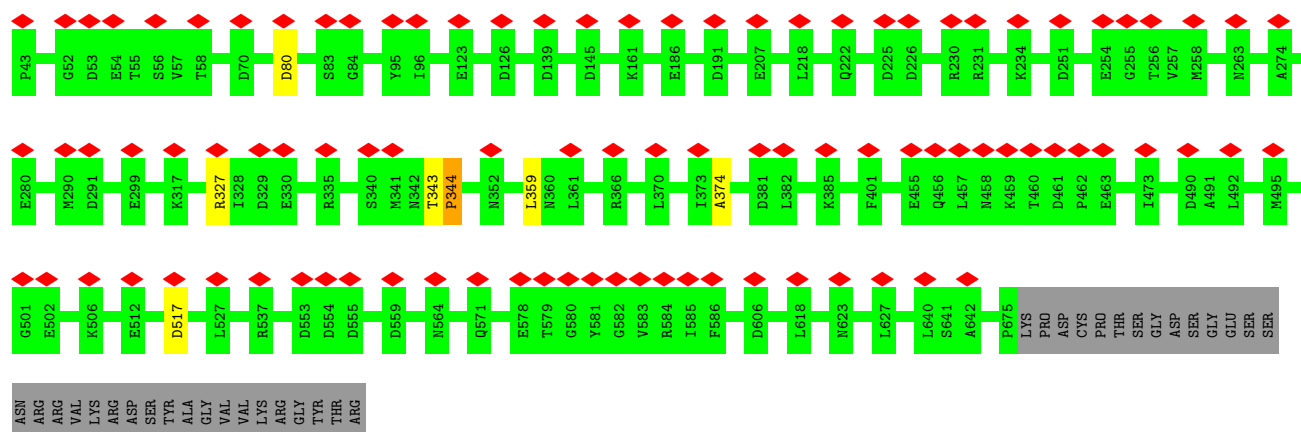 P43 G52 D53 E54 T55 S56 V57 T58 D70 D80 S83 G84 Y95 I96 E123 D126 D139 D145 K161 E186 D191 E207 L218 Q222 D225 D226 R230 R231 K234 D251 E254 G255 T256 V257 M258 N263 A274
E280 M290 D291 E299 K317 R327 I328 D329 E330 R335 S340 M341 N342 T343 P344 N352 L359 N360 L361 R366 L370 I373 A374 D381 L382 K385 F401 E455 Q456 L457 N458 K459 T460 D461 P462 E463 I473 D490 A491 L492 M495
G501 E502 K506 E512 D517 L527 R537 D553 D554 D555 D559 N564 Q571 E578 T579 G580 Y581 G582 V583 R584 I585 F586 D606 L618 N623 L627 L640 S641 A642 P675 LYS PRO ASP CYS PRO THR SER GLY ASP SER GLY GLU SER SER
ASN ARG ARG VAL LYS ARG ASP SER TYR ALA GLY VAL VAL LYS ARG GLY TYR THR ARG